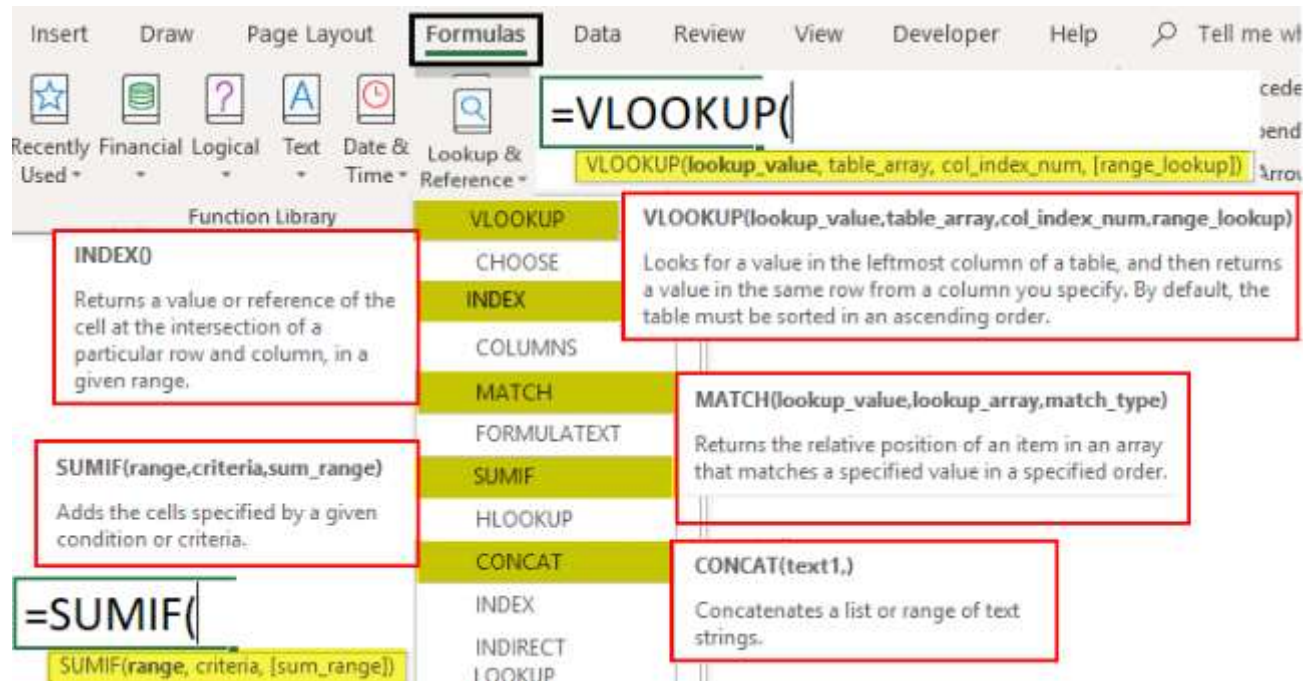 Insert Draw Page Layout Formulas Data Review View Developer Help Tell me
Recently Used Financial Logical Text Date & Time Lookup & Reference
Function Library
=VLOOKUP(
VLOOKUP(lookup_value, table_array, col_index_num, [range_lookup])
VLOOKUP
CHOOSE
INDEX
COLUMNS
MATCH
FORMULATEXT
SUMIF
HLOOKUP
CONCAT
INDEX
INDIRECT
LOOKUP
VLOOKUP(lookup_value,table_array,col_index_num,range_lookup)
Looks for a value in the leftmost column of a table, and then returns
a value in the same row from a column you specify. By default, the
table must be sorted in an ascending order.
INDEX()
Returns a value or reference of the
cell at the intersection of a
particular row and column, in a
given range.
MATCH(lookup_value,lookup_array,match_type)
Returns the relative position of an item in an array
that matches a specified value in a specified order.
SUMIF(range,criteria,sum_range)
Adds the cells specified by a given
condition or criteria.
CONCAT(text1,)
Concatenates a list or range of text
strings.
=SUMIF(
SUMIF(range, criteria, [sum_range])